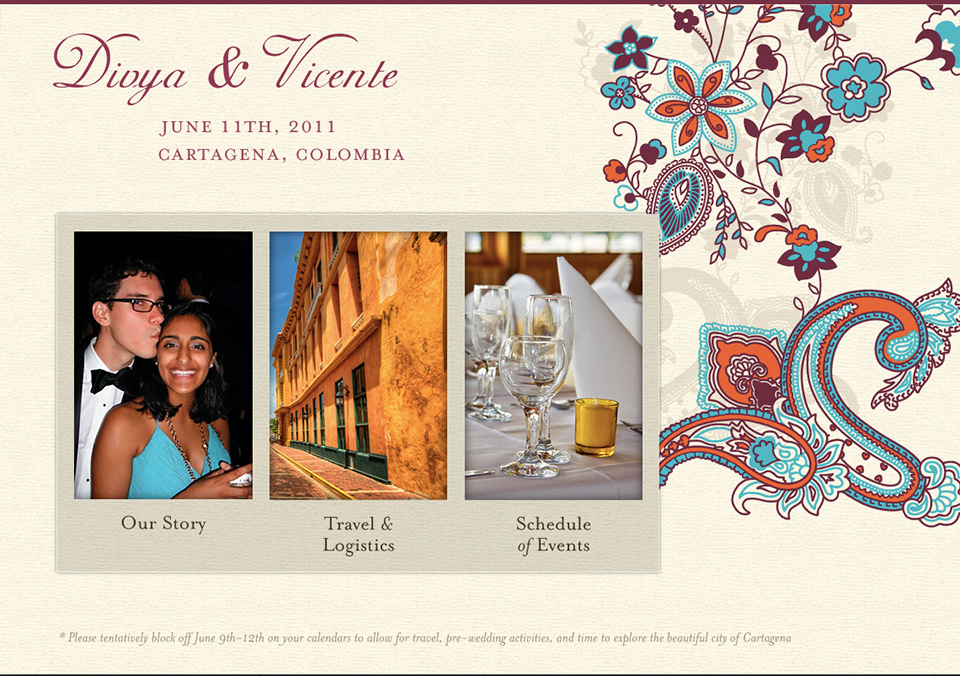 Divya & Vicente
JUNE 11TH, 2011
CARTAGENA, COLOMBIA
Our Story
Travel &
Logistics
Schedule
of Events
* Please tentatively block off June 9th-12th on your calendars to allow for travel, pre-wedding activities, and time to explore the beautiful city of Cartagena